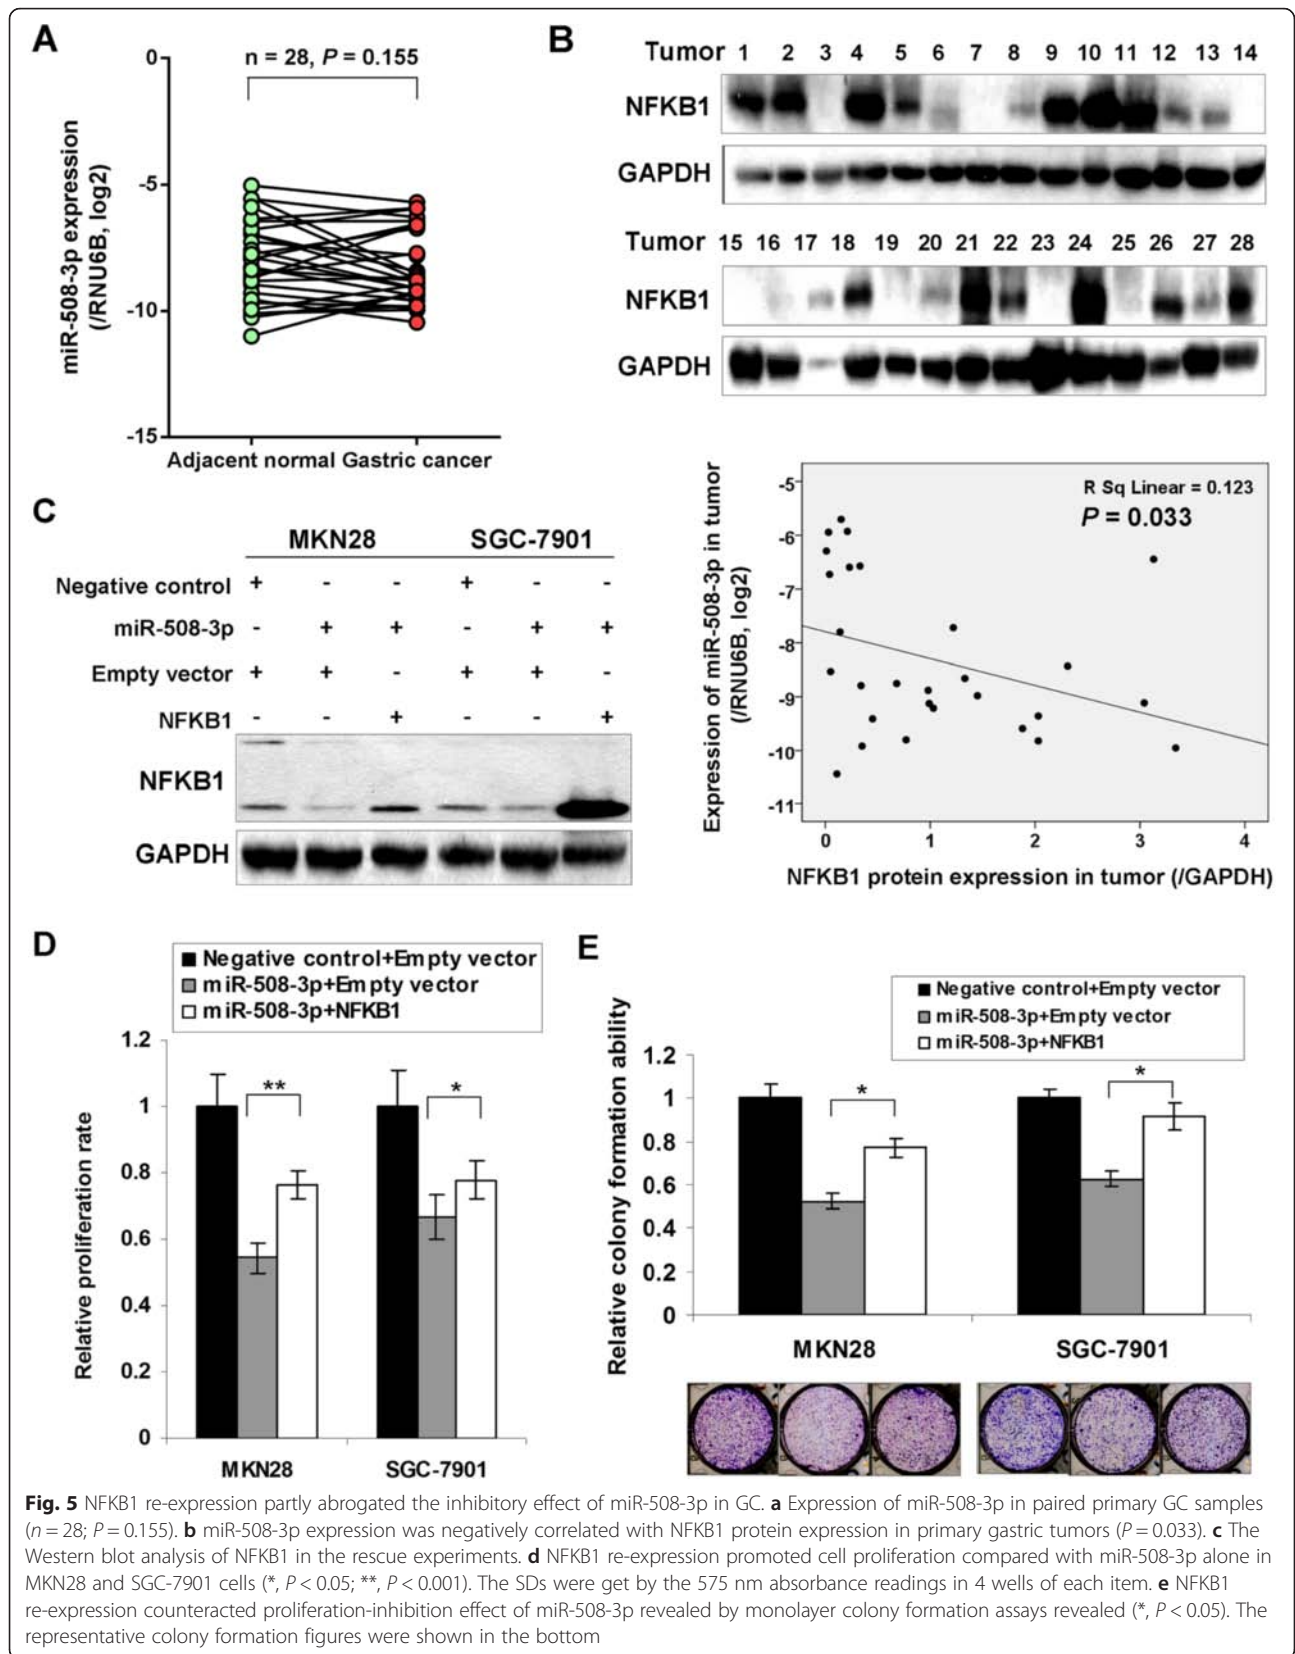 A
n = 28, P = 0.155
0
-5
-10
-15
miR-508-3p expression
(/RNU6B, log2)
Adjacent normal Gastric cancer
B
Tumor 1 2 3 4 5 6 7 8 9 10 11 12 13 14
NFKB1
GAPDH
Tumor 15 16 17 18 19 20 21 22 23 24 25 26 27 28
NFKB1
GAPDH
R Sq Linear = 0.123
P = 0.033
-5
-6
-7
-8
-9
-10
-11
Expression of miR-508-3p in tumor
(/RNU6B, log2)
0 1 2 3 4
NFKB1 protein expression in tumor (/GAPDH)
C
MKN28 SGC-7901
Negative control + - - + - -
miR-508-3p - + + - + +
Empty vector + + - + + -
NFKB1 - - + - - +
NFKB1
GAPDH
D
Negative control+Empty vector
miR-508-3p+Empty vector
miR-508-3p+NFKB1
1.2
1
0.8
0.6
0.4
0.2
0
Relative proliferation rate
** *
MKN28 SGC-7901
E
Negative control+Empty vector
miR-508-3p+Empty vector
miR-508-3p+NFKB1
1.2
1
0.8
0.6
0.4
0.2
0
Relative colony formation ability
* *
MKN28 SGC-7901
Fig. 5 NFKB1 re-expression partly abrogated the inhibitory effect of miR-508-3p in GC. a Expression of miR-508-3p in paired primary GC samples
(n = 28; P = 0.155). b miR-508-3p expression was negatively correlated with NFKB1 protein expression in primary gastric tumors (P = 0.033). c The
Western blot analysis of NFKB1 in the rescue experiments. d NFKB1 re-expression promoted cell proliferation compared with miR-508-3p alone in
MKN28 and SGC-7901 cells (*, P < 0.05; **, P < 0.001). The SDs were get by the 575 nm absorbance readings in 4 wells of each item. e NFKB1
re-expression counteracted proliferation-inhibition effect of miR-508-3p revealed by monolayer colony formation assays revealed (*, P < 0.05). The
representative colony formation figures were shown in the bottom